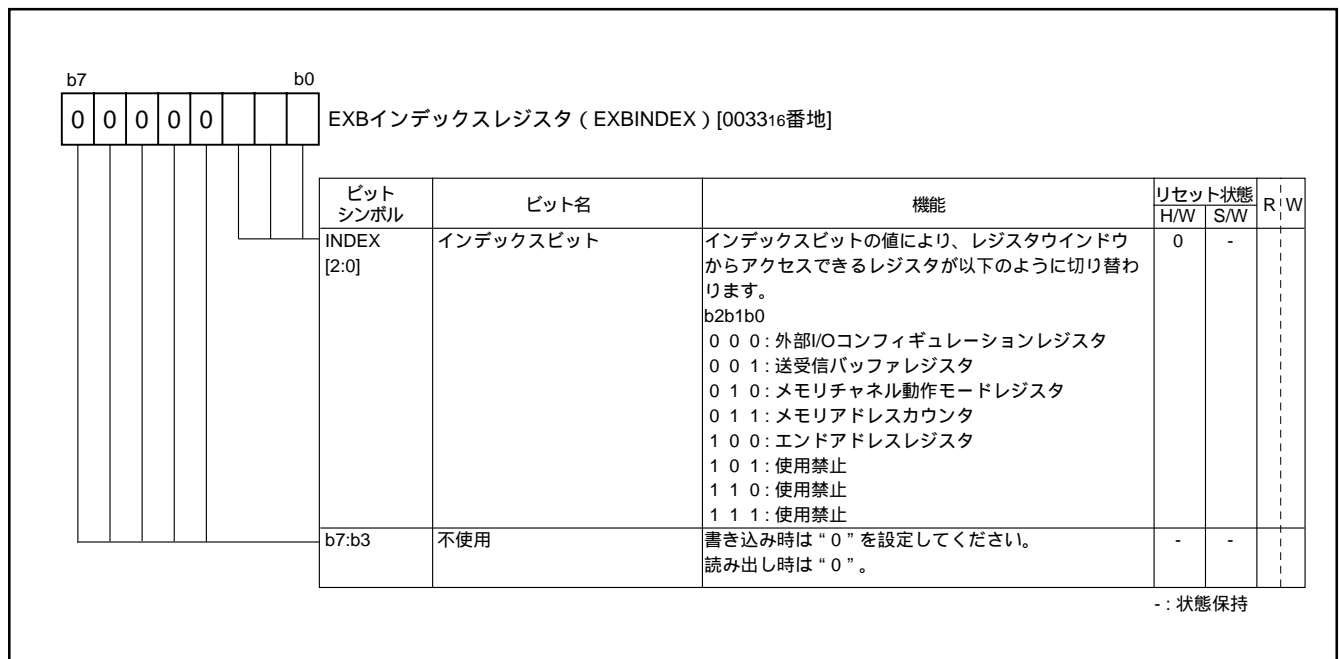 b7 b0
0 0 0 0 0
EXBインデックスレジスタ（EXBINDEX）[003316番地]
ビット
シンボル
ビット名
機能
リセット状態
H/W S/W
R W
INDEX
[2:0]
インデックスビット
インデックスビットの値により、レジスタウインドウ
からアクセスできるレジスタが以下のように切り替わ
ります。
b2b1b0
0 0 0 : 外部I/Oコンフィギュレーションレジスタ
0 0 1 : 送受信バッファレジスタ
0 1 0 : メモリチャネル動作モードレジスタ
0 1 1 : メモリアドレスカウンタ
1 0 0 : エンドアドレスレジスタ
1 0 1 : 使用禁止
1 1 0 : 使用禁止
1 1 1 : 使用禁止
0 -
b7:b3
不使用
書き込み時は“0”を設定してください。
読み出し時は“0”。
- -
- : 状態保持